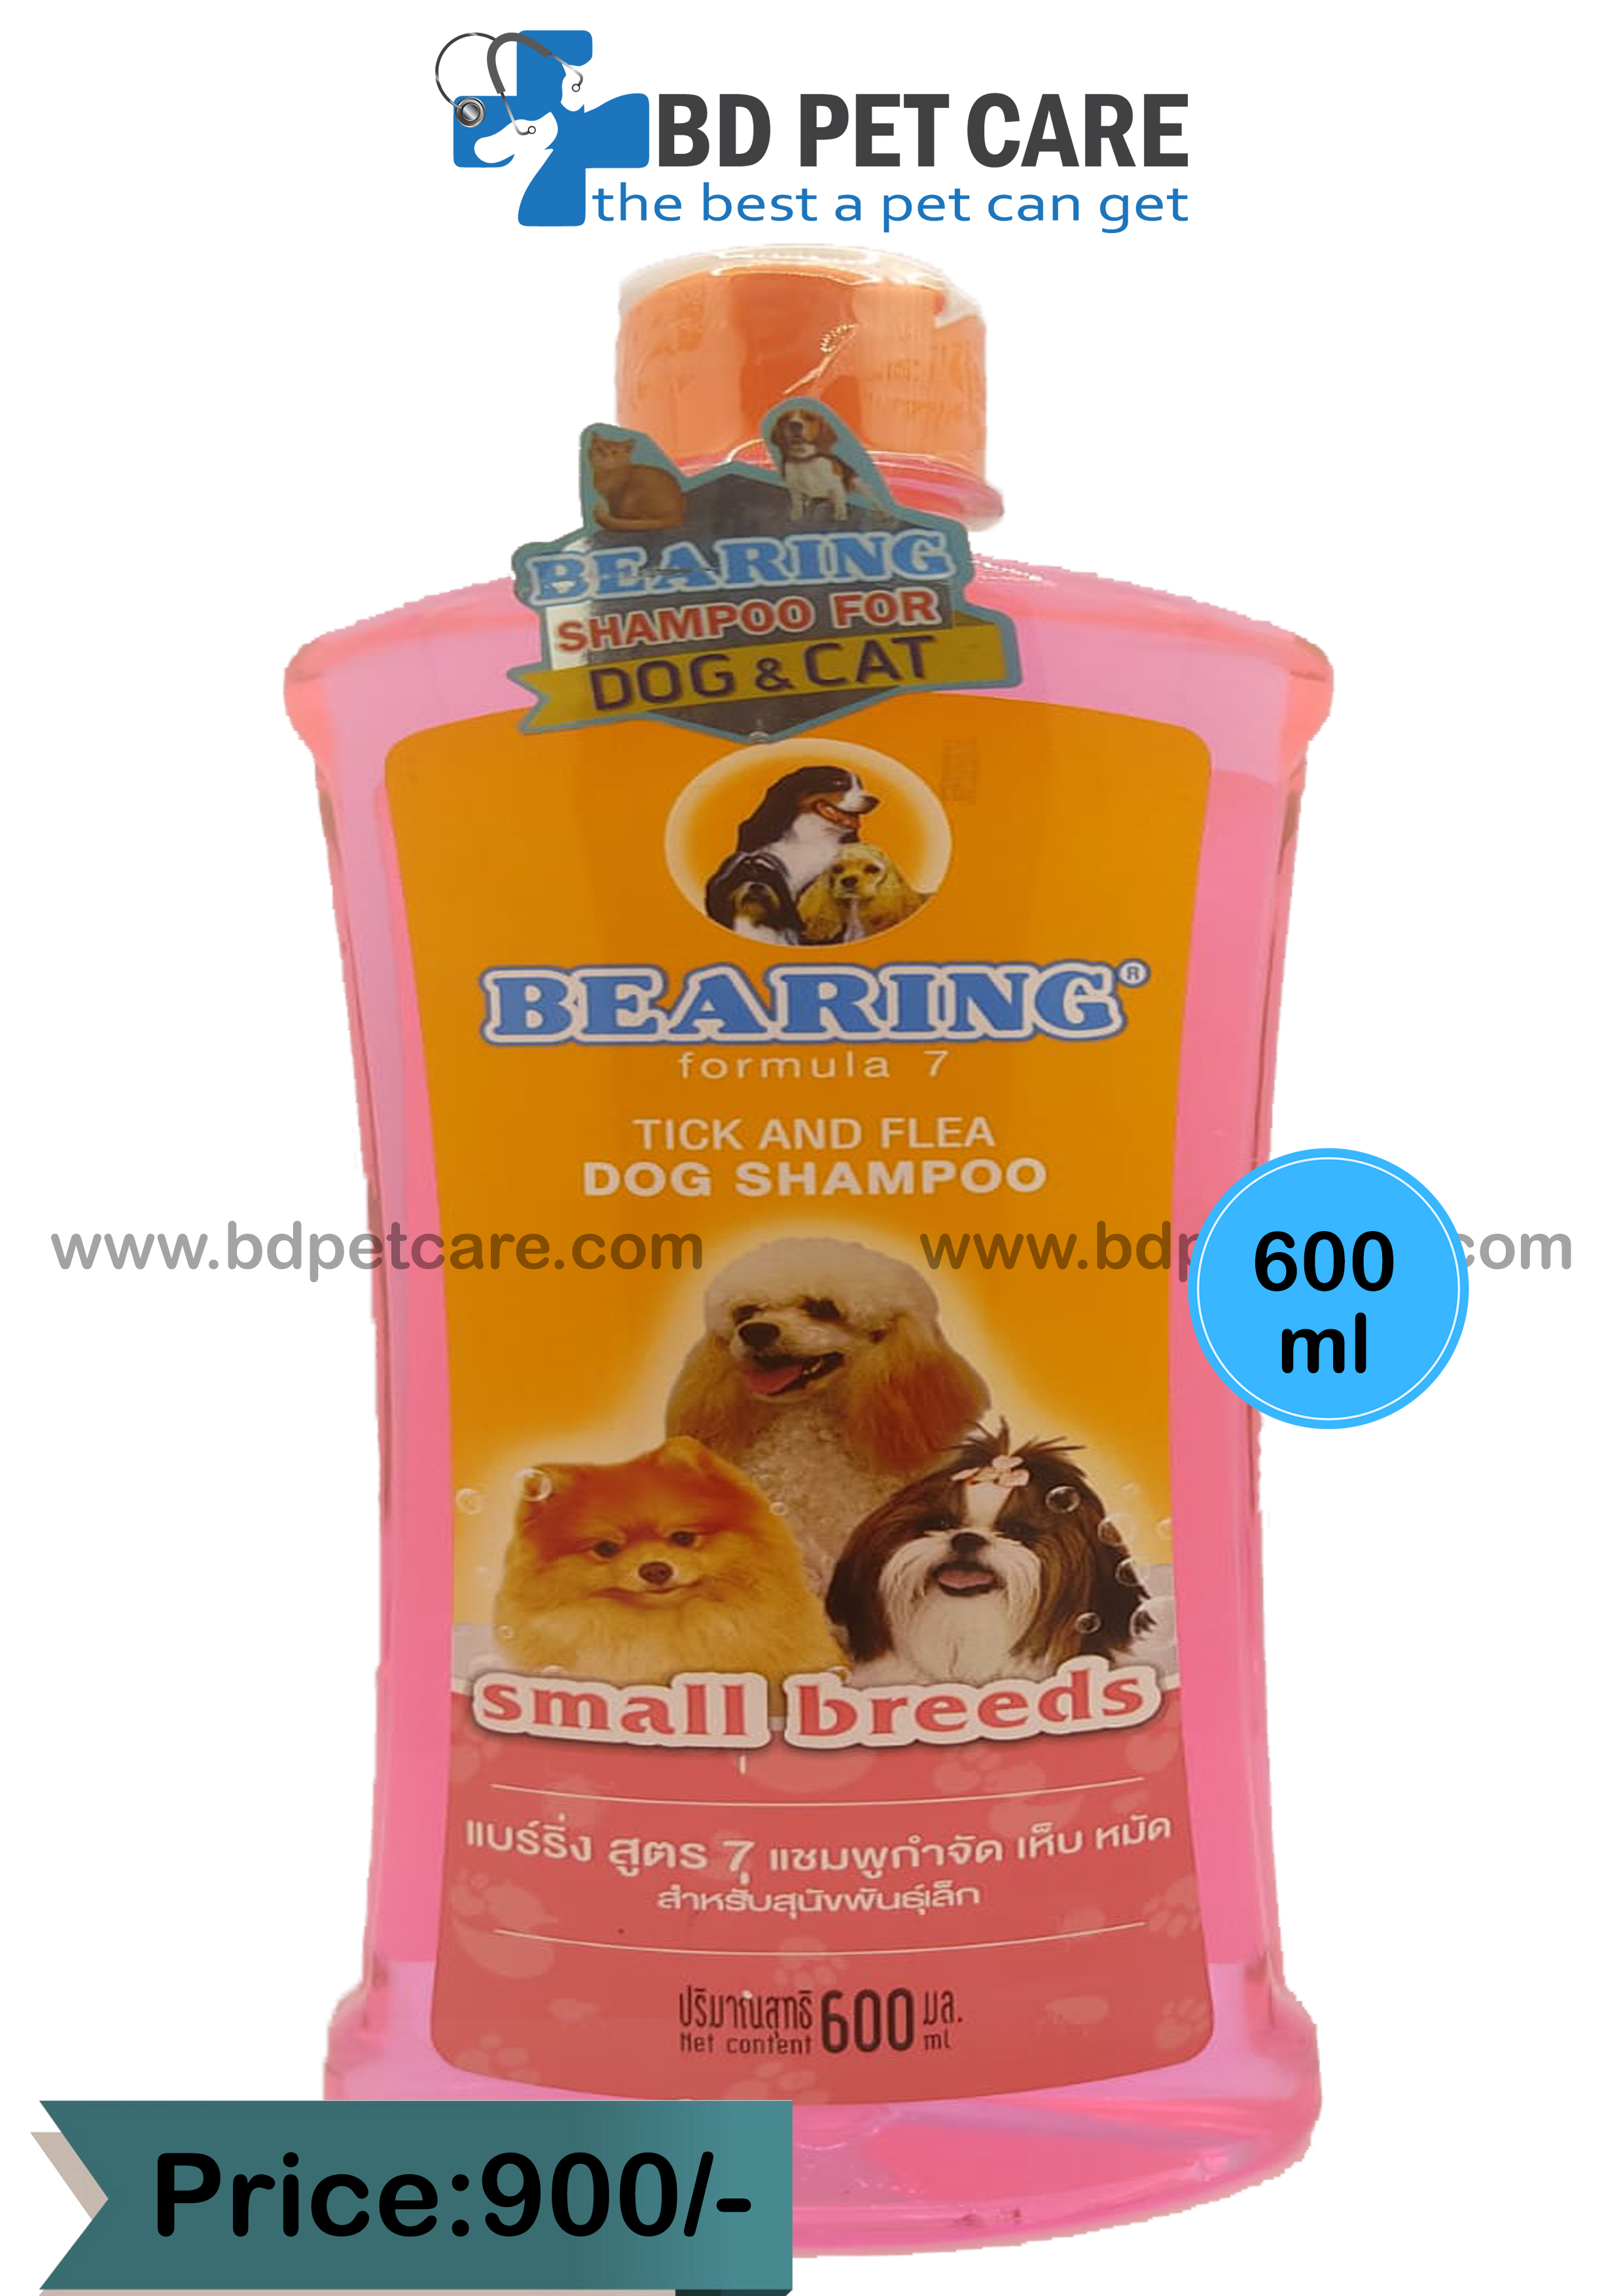 BD PET CARE
the best a pet can get
BEARING
SHAMPOO FOR
DOG & CAT
BEARING®
formula 7
TICK AND FLEA
DOG SHAMPOO
www.bdpetcare.com
www.bdp com
600
ml
small breeds
แบร์ริ่ง สูตร 7 แชมพูกำจัด เห็บ หมัด
สำหรับสุนัขพันธุ์เล็ก
ปริมาณสุทธิ 600 มล.
Net content ml
Price:900/-